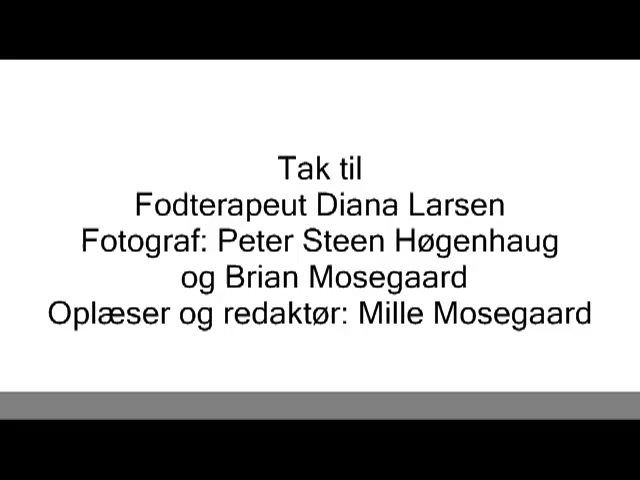 Tak til
Fodterapeut Diana Larsen
Fotograf: Peter Steen Høgenhaug
og Brian Mosegaard
Oplæser og redaktør: Mille Mosegaard